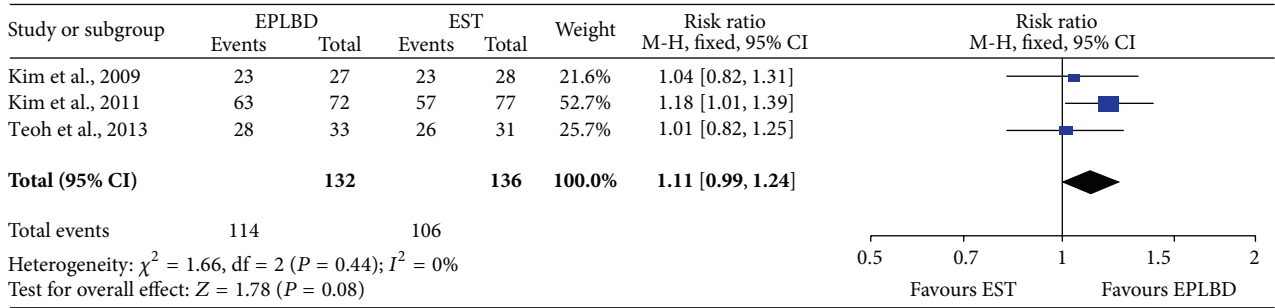 Study or subgroup EPLBD EST Weight Risk ratio Risk ratio
Events Total Events Total M-H, fixed, 95% CI M-H, fixed, 95% CI
Kim et al., 2009 23 27 23 28 21.6% 1.04 [0.82, 1.31]
Kim et al., 2011 63 72 57 77 52.7% 1.18 [1.01, 1.39]
Teoh et al., 2013 28 33 26 31 25.7% 1.01 [0.82, 1.25]
Total (95% CI) 132 136 100.0% 1.11 [0.99, 1.24]
Total events 114 106
Heterogeneity: χ² = 1.66, df = 2 (P = 0.44); I² = 0%
Test for overall effect: Z = 1.78 (P = 0.08)
0.5 0.7 1 1.5 2
Favours EST Favours EPLBD